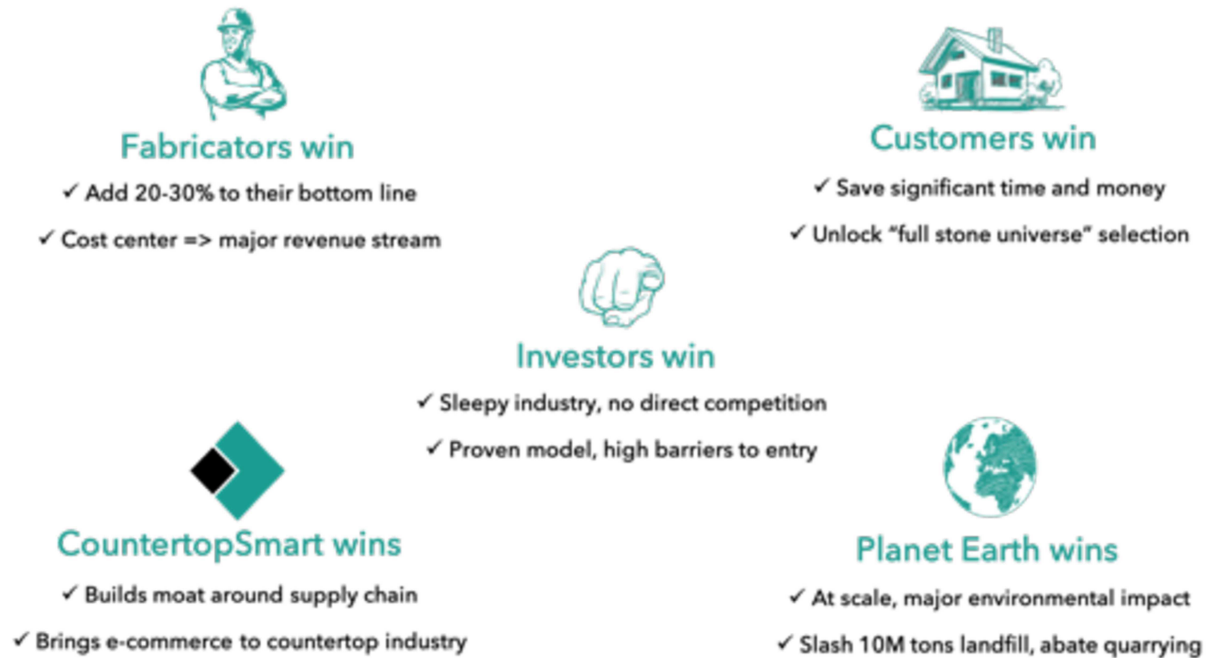 Fabricators win
✓ Add 20-30% to their bottom line
✓ Cost center => major revenue stream
Customers win
✓ Save significant time and money
✓ Unlock “full stone universe” selection
Investors win
✓ Sleepy industry, no direct competition
✓ Proven model, high barriers to entry
CountertopSmart wins
✓ Builds moat around supply chain
✓ Brings e-commerce to countertop industry
Planet Earth wins
✓ At scale, major environmental impact
✓ Slash 10M tons landfill, abate quarrying